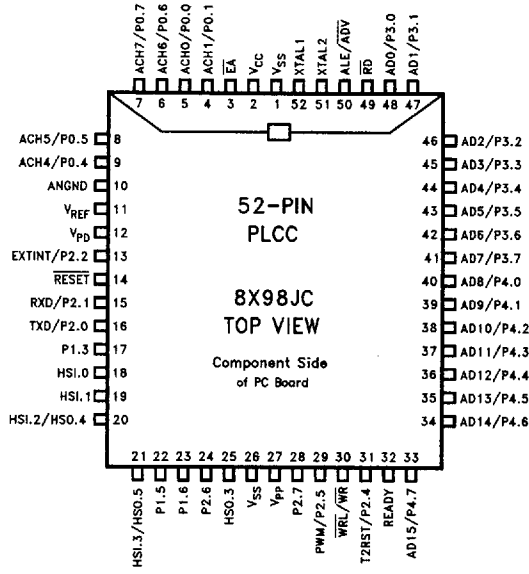 ACH7/P0.7
ACH6/P0.6
ACH0/P0.0
ACH1/P0.1
E̅A̅
VCC
VSS
XTAL1
XTAL2
ALE/A̅D̅V̅
R̅D̅
AD0/P3.0
AD1/P3.1
7 6 5 4 3 2 1 52 51 50 49 48 47
ACH5/P0.5 8
ACH4/P0.4 9
ANGND 10
VREF 11
VPD 12
EXTINT/P2.2 13
R̅E̅S̅E̅T̅ 14
RXD/P2.1 15
TXD/P2.0 16
P1.3 17
HSI.0 18
HSI.1 19
HSI.2/HSO.4 20
52-PIN
PLCC
8X98JC
TOP VIEW
Component Side
of PC Board
46 AD2/P3.2
45 AD3/P3.3
44 AD4/P3.4
43 AD5/P3.5
42 AD6/P3.6
41 AD7/P3.7
40 AD8/P4.0
39 AD9/P4.1
38 AD10/P4.2
37 AD11/P4.3
36 AD12/P4.4
35 AD13/P4.5
34 AD14/P4.6
21 22 23 24 25 26 27 28 29 30 31 32 33
HSI.3/HSO.5
P1.5
P1.6
P2.6
HSO.3
VSS
VPP
P2.7
PWM/P2.5
W̅R̅L̅/W̅R̅
T2RST/P2.4
READY
AD15/P4.7